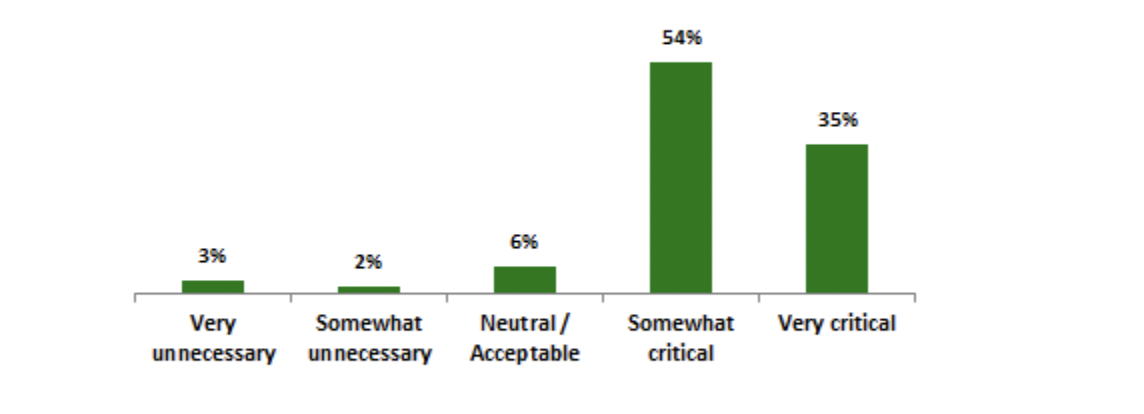 54%
35%
3%
2%
6%
Very
unnecessary
Somewhat
unnecessary
Neutral /
Acceptable
Somewhat
critical
Very critical